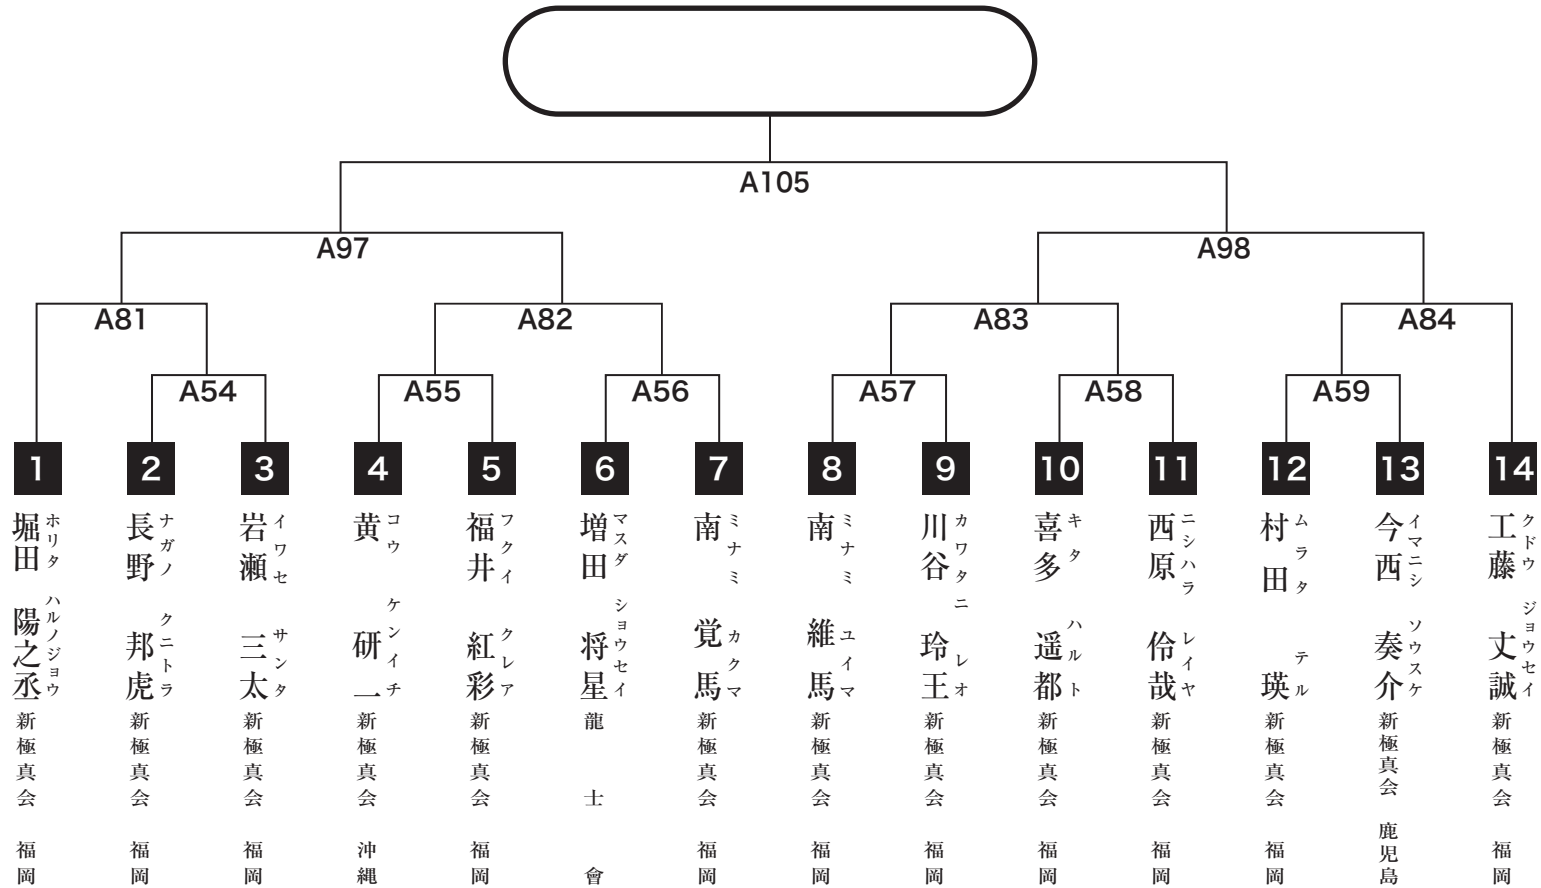 A105
A97
A98
A81
A82
A83
A84
A54
A55
A56
A57
A58
A59
1
堀田 陽之丞
ホリタ ハルノジョウ
新極真会 福岡
2
長野 邦虎
ナガノ クニトラ
新極真会 福岡
3
岩瀬 三太
イワセ サンタ
新極真会 福岡
4
黄 研一
コウ ケンイチ
新極真会 沖縄
5
福井 紅彩
フクイ クレア
新極真会 福岡
6
増田 将星
マスダ ショウセイ
龍士會
7
南 覚馬
ミナミ カクマ
新極真会 福岡
8
南 維馬
ミナミ ユイマ
新極真会 福岡
9
川谷 玲王
カワタニ レオ
新極真会 福岡
10
喜多 遥都
キタ ハルト
新極真会 福岡
11
西原 伶哉
ニシハラ レイヤ
新極真会 福岡
12
村田 瑛
ムラタ テル
新極真会 福岡
13
今西 奏介
イマニシ ソウスケ
新極真会 鹿児島
14
工藤 丈誠
クドウ ジョウセイ
新極真会 福岡